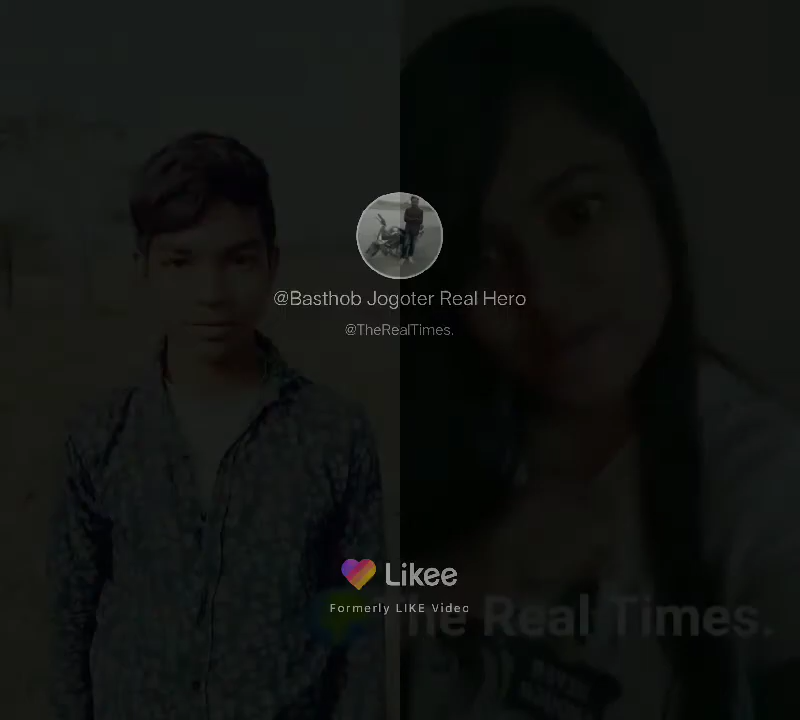 @Basthob Jogoter Real Hero
@TheRealTimes.
Likee
Formerly LIKE Video
The Real Times.